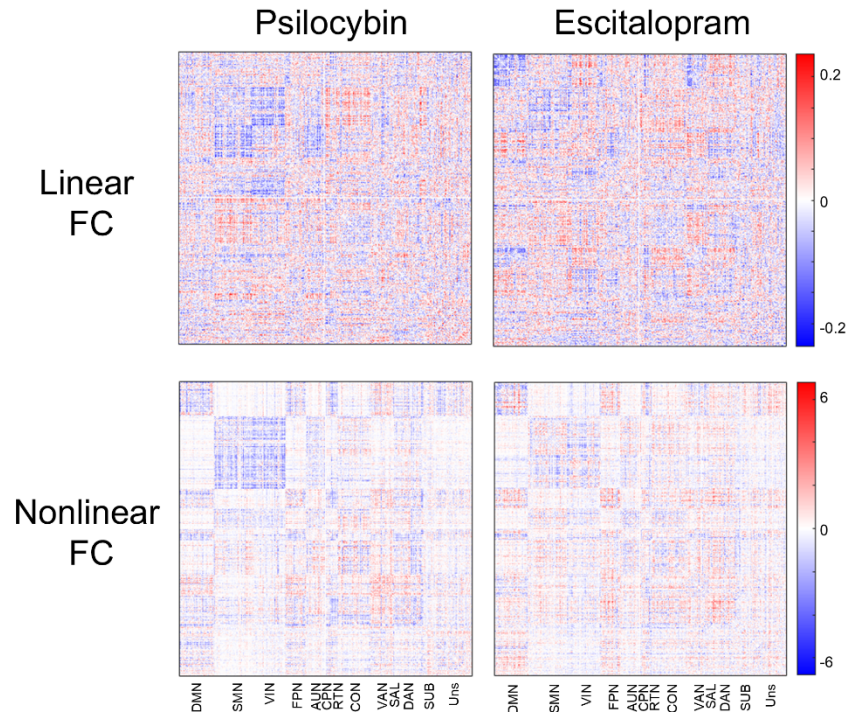 Psilocybin Escitalopram
Linear
FC
0.2
0
-0.2
Nonlinear
FC
6
0
-6
DMN SMN VIN FPN AUN CPN RTN CON VAN SAL DAN SUB Uns DMN SMN VIN FPN AUN CPN RTN CON VAN SAL DAN SUB Uns